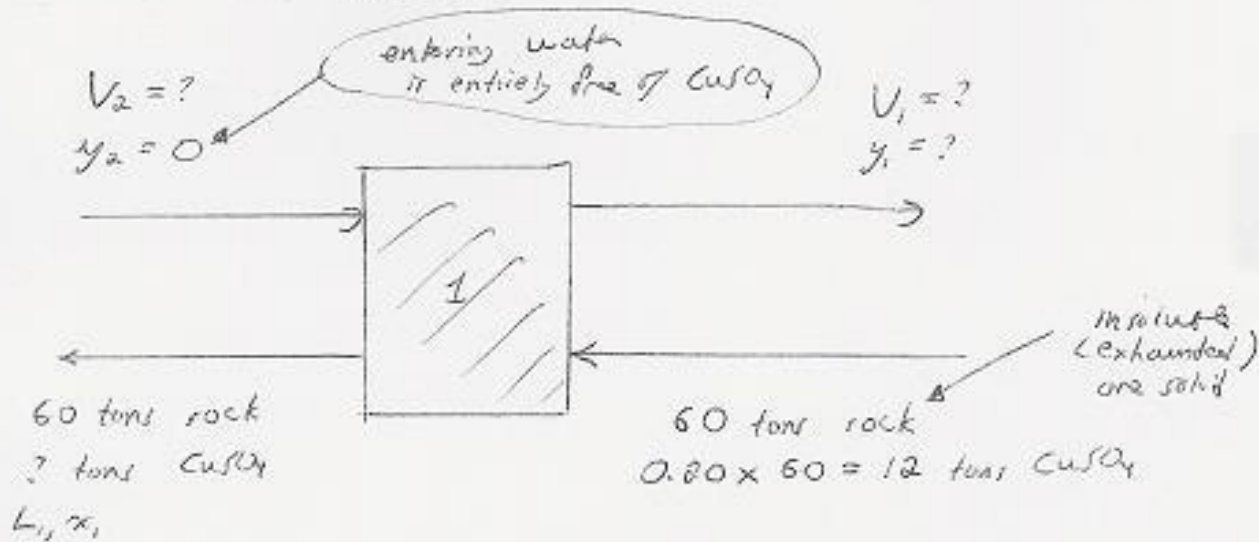 entering water
is entirely free of CuSO4
V2 = ?
y2 = 0
V1 = ?
y1 = ?
1
insoluble
(exhausted)
ore solid
60 tons rock
? tons CuSO4
L1, x1
60 tons rock
0.20 x 60 = 12 tons CuSO4